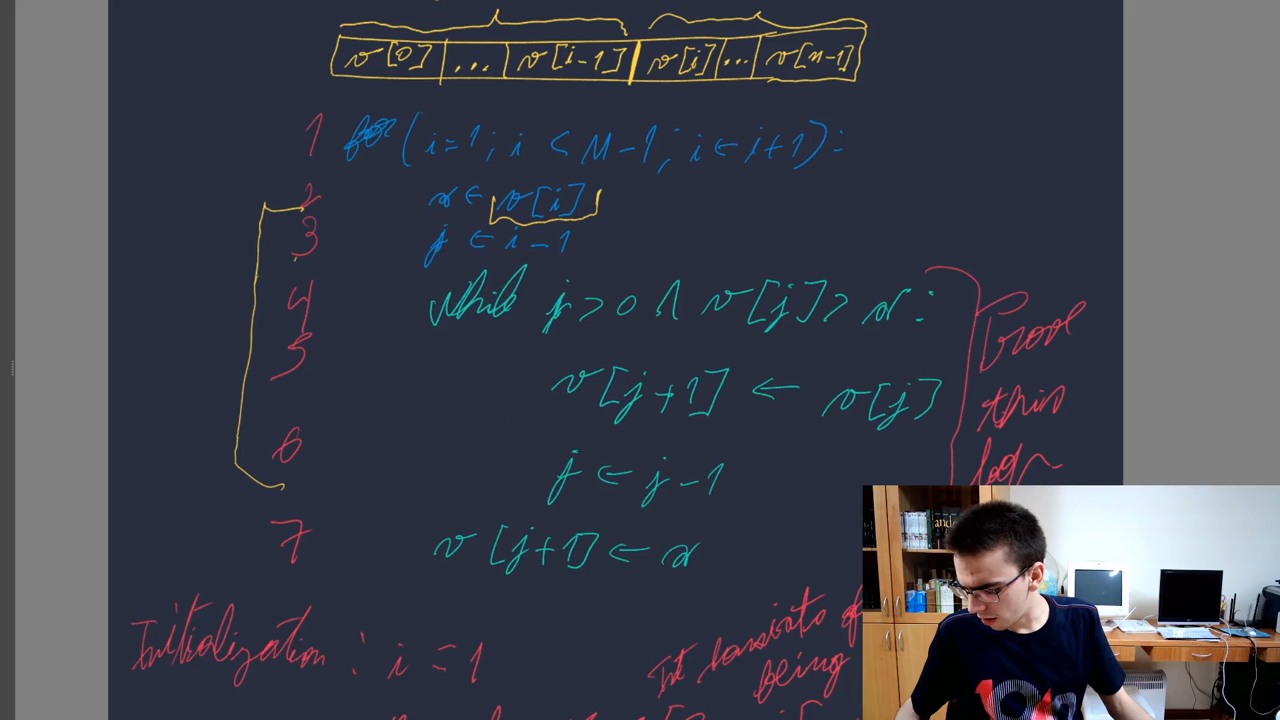 v[0] ... v[i-1] v[i] ... v[n-1]
1 for (i=1; i ≤ n-1; i ← i+1):
2 x ← v[i]
3 j ← i-1
4 while j>0 ∧ v[j]> x:
5 v[j+1] ← v[j]
6 j ← j-1
7 v[j+1] ← x
Prove
this
loop
Initialization: i=1
It consists of
being